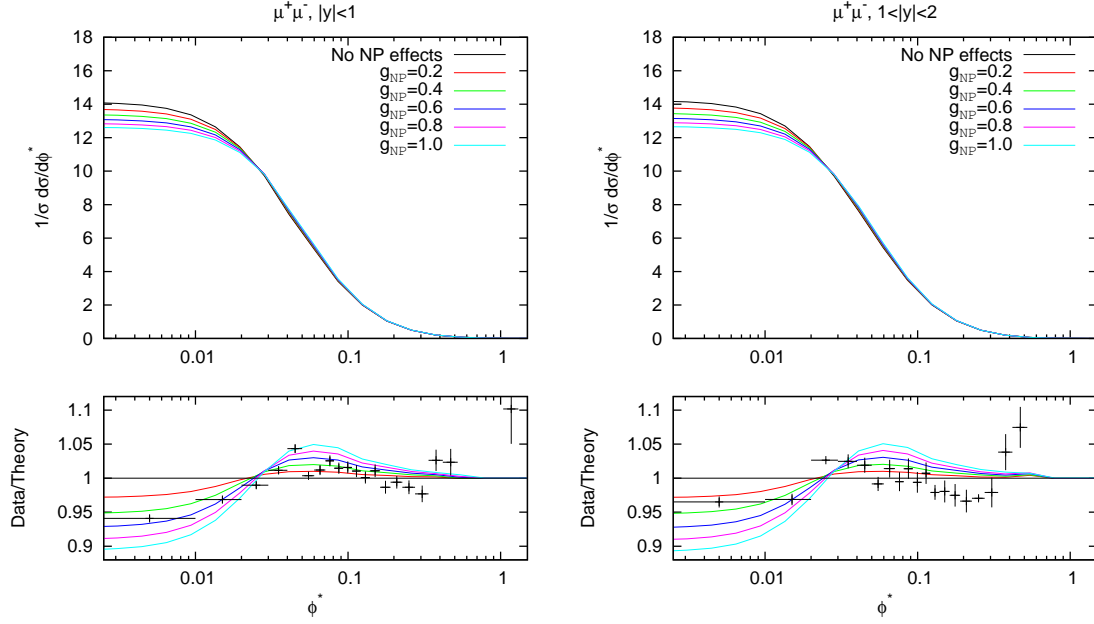 μ⁺μ⁻, |y|<1
1/σ dσ/dφ*
18
16
14
12
10
8
6
4
2
0
No NP effects
g_NP=0.2
g_NP=0.4
g_NP=0.6
g_NP=0.8
g_NP=1.0
0.01
0.1
1
φ*
Data/Theory
1.1
1.05
1
0.95
0.9
0.01
0.1
1
φ*
μ⁺μ⁻, 1<|y|<2
1/σ dσ/dφ*
18
16
14
12
10
8
6
4
2
0
No NP effects
g_NP=0.2
g_NP=0.4
g_NP=0.6
g_NP=0.8
g_NP=1.0
0.01
0.1
1
φ*
Data/Theory
1.1
1.05
1
0.95
0.9
0.01
0.1
1
φ*